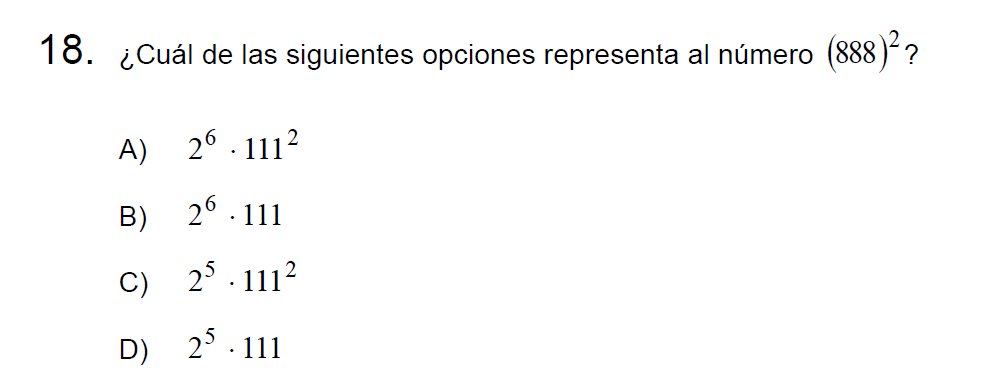 18. ¿Cuál de las siguientes opciones representa al número (888)²?
A) 2⁶ · 111²
B) 2⁶ · 111
C) 2⁵ · 111²
D) 2⁵ · 111